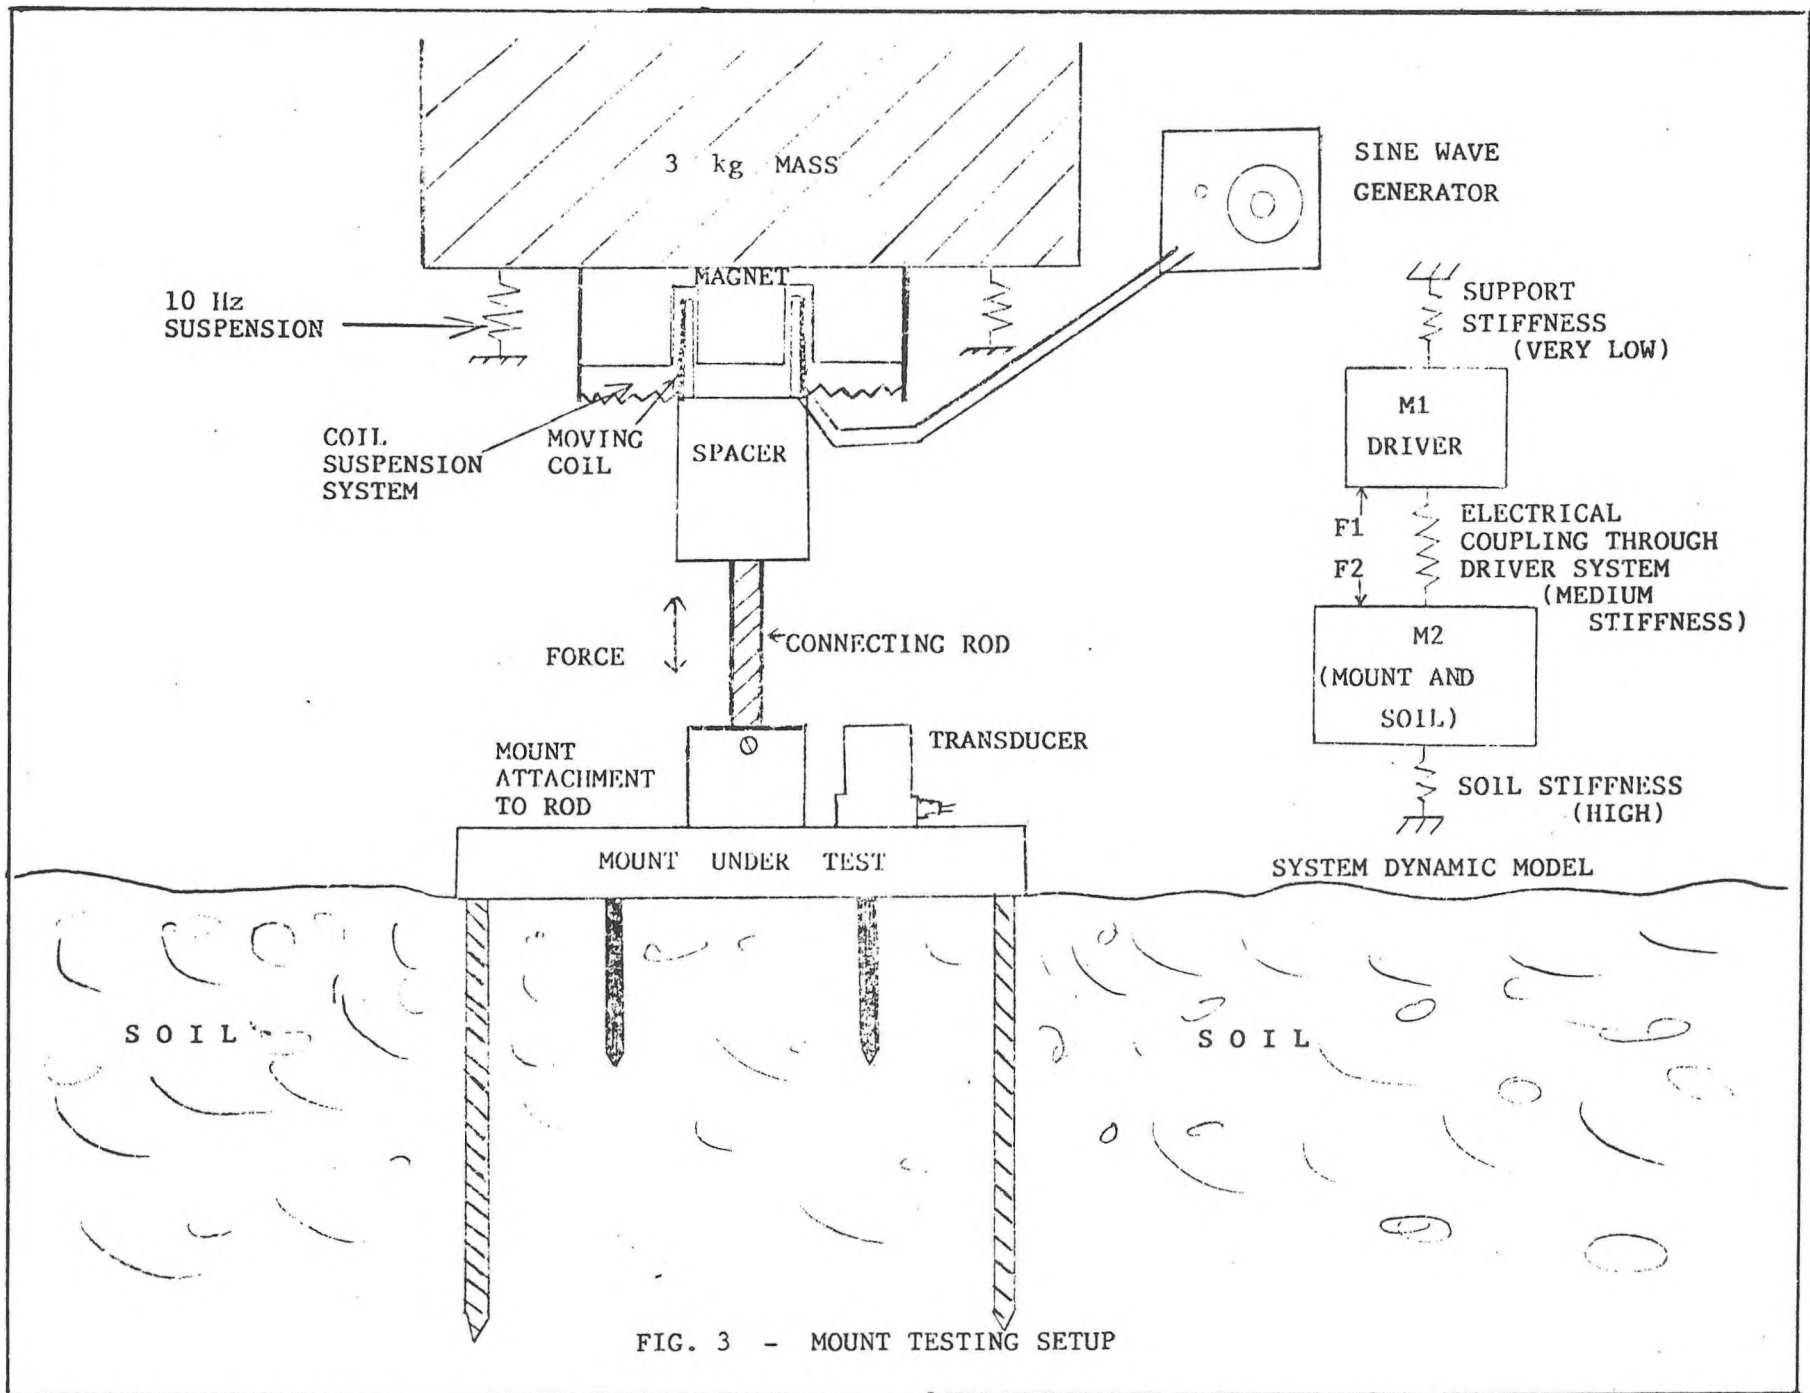 3 kg MASS
SINE WAVE
GENERATOR
MAGNET
10 Hz
SUSPENSION
COIL
SUSPENSION
SYSTEM
MOVING
COIL
SPACER
SUPPORT
STIFFNESS
(VERY LOW)
M1
DRIVER
F1
F2
ELECTRICAL
COUPLING THROUGH
DRIVER SYSTEM
(MEDIUM
STIFFNESS)
M2
(MOUNT AND
SOIL)
FORCE
CONNECTING ROD
MOUNT
ATTACHMENT
TO ROD
TRANSDUCER
SOIL STIFFNESS
(HIGH)
MOUNT UNDER TEST
SYSTEM DYNAMIC MODEL
S O I L
S O I L
FIG. 3 - MOUNT TESTING SETUP